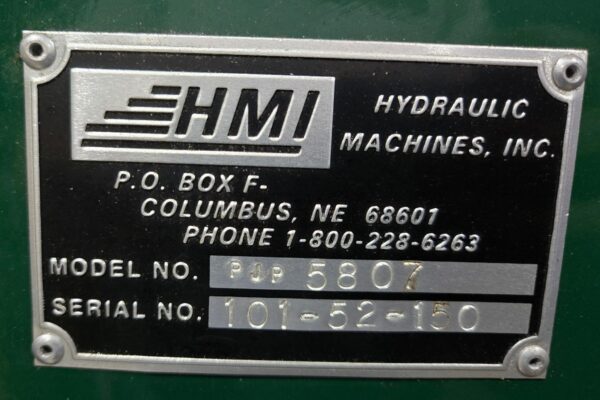 HMI
HYDRAULIC
MACHINES, INC.
P.O. BOX F-
COLUMBUS, NE 68601
PHONE 1-800-228-6263
MODEL NO. PJP 5807
SERIAL NO. 101-52-150